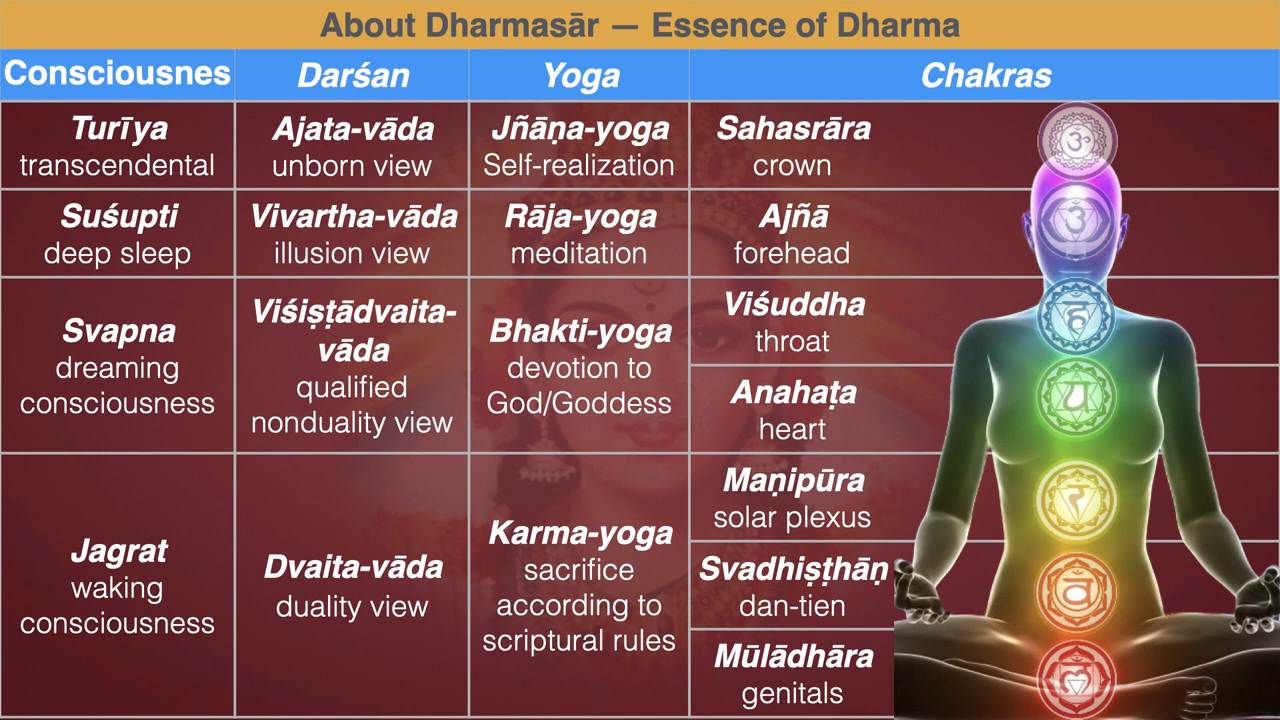 About Dharmasār — Essence of Dharma
Consciousnes
Darśan
Yoga
Chakras
Turīya
transcendental
Ajata-vāda
unborn view
Jñāṇa-yoga
Self-realization
Sahasrāra
crown
Suśupti
deep sleep
Vivartha-vāda
illusion view
Rāja-yoga
meditation
Ajñā
forehead
Svapna
dreaming
consciousness
Viśiṣṭādvaita-
vāda
qualified
nonduality view
Bhakti-yoga
devotion to
God/Goddess
Viśuddha
throat
Anahaṭa
heart
Jagrat
waking
consciousness
Dvaita-vāda
duality view
Karma-yoga
sacrifice
according to
scriptural rules
Maṇipūra
solar plexus
Svadhiṣṭhāṇ
dan-tien
Mūlādhāra
genitals